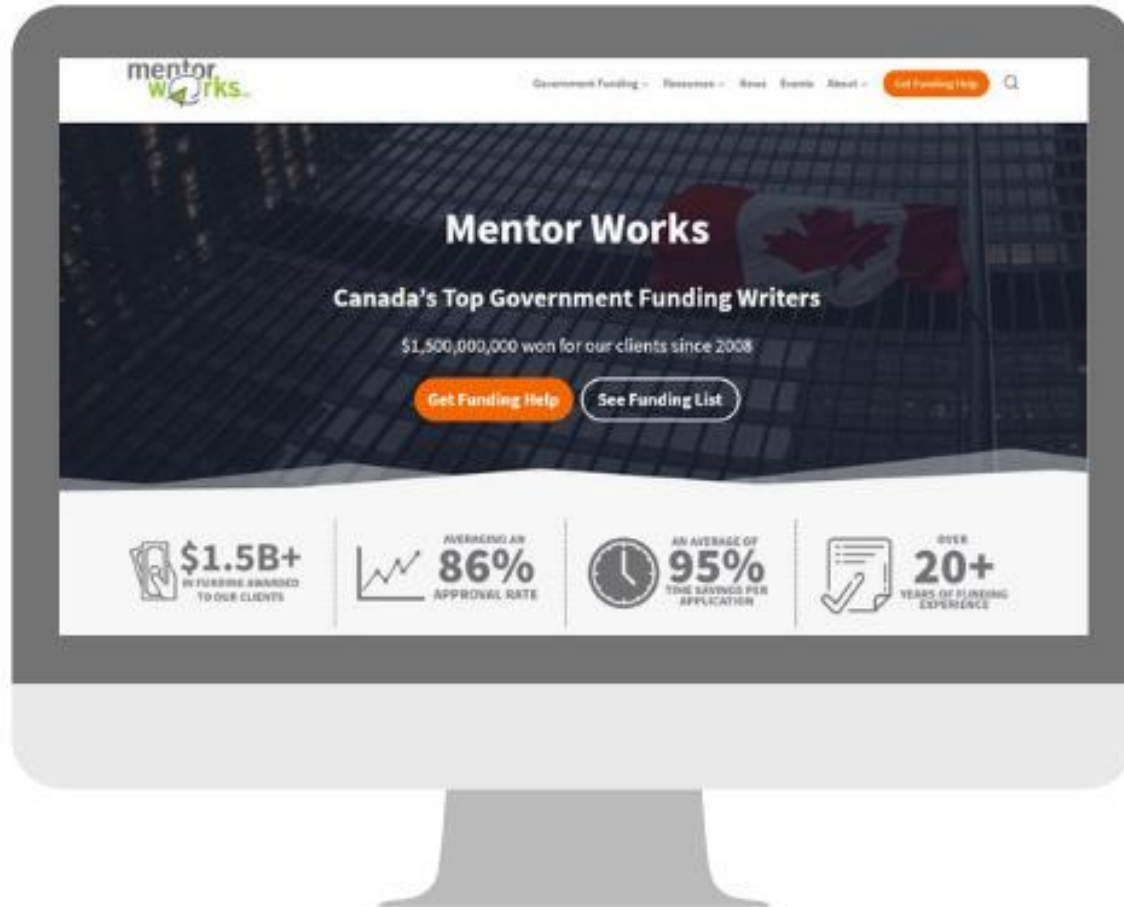 mentor
works
Government Funding Resources News Events About Get Funding Help
Mentor Works
Canada's Top Government Funding Writers
$1,500,000,000 won for our clients since 2008
Get Funding Help See Funding List
$1.5B+
IN FUNDING AWARDED
TO OUR CLIENTS
AVERAGING AN
86%
APPROVAL RATE
AN AVERAGE OF
95%
TIME SAVINGS PER
APPLICATION
OVER
20+
YEARS OF FUNDING
EXPERIENCE